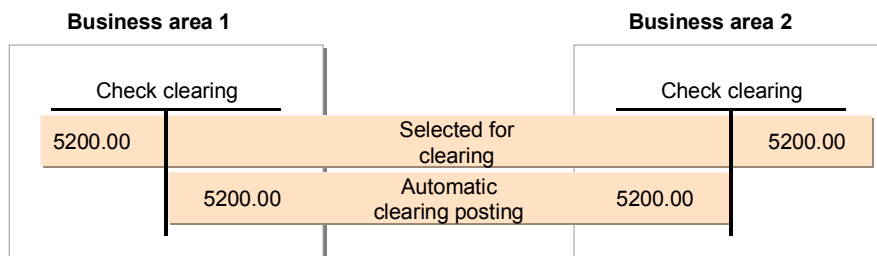 Business area 1
Business area 2
Check clearing
Check clearing
5200.00
Selected for
clearing
5200.00
5200.00
Automatic
clearing posting
5200.00